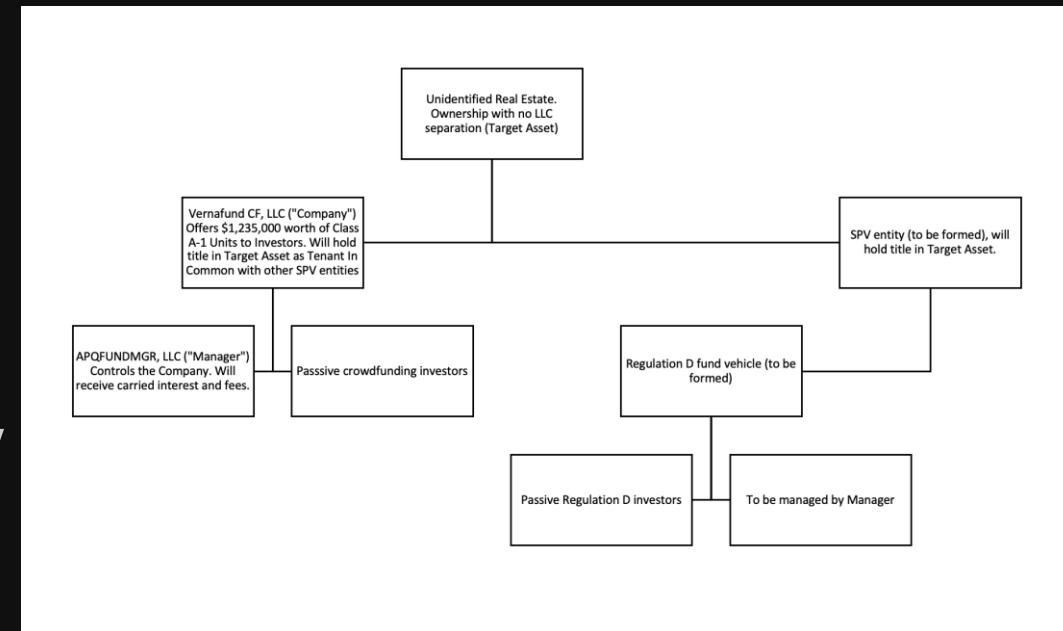 Unidentified Real Estate.
Ownership with no LLC
separation (Target Asset)
Vernafund CF, LLC ("Company")
Offers $1,235,000 worth of Class
A-1 Units to Investors. Will hold
title in Target Asset as Tenant In
Common with other SPV entities
SPV entity (to be formed), will
hold title in Target Asset.
APQFUNDMGR, LLC ("Manager")
Controls the Company. Will
receive carried interest and fees.
Passsive crowdfunding investors
Regulation D fund vehicle (to be
formed)
Passive Regulation D investors
To be managed by Manager